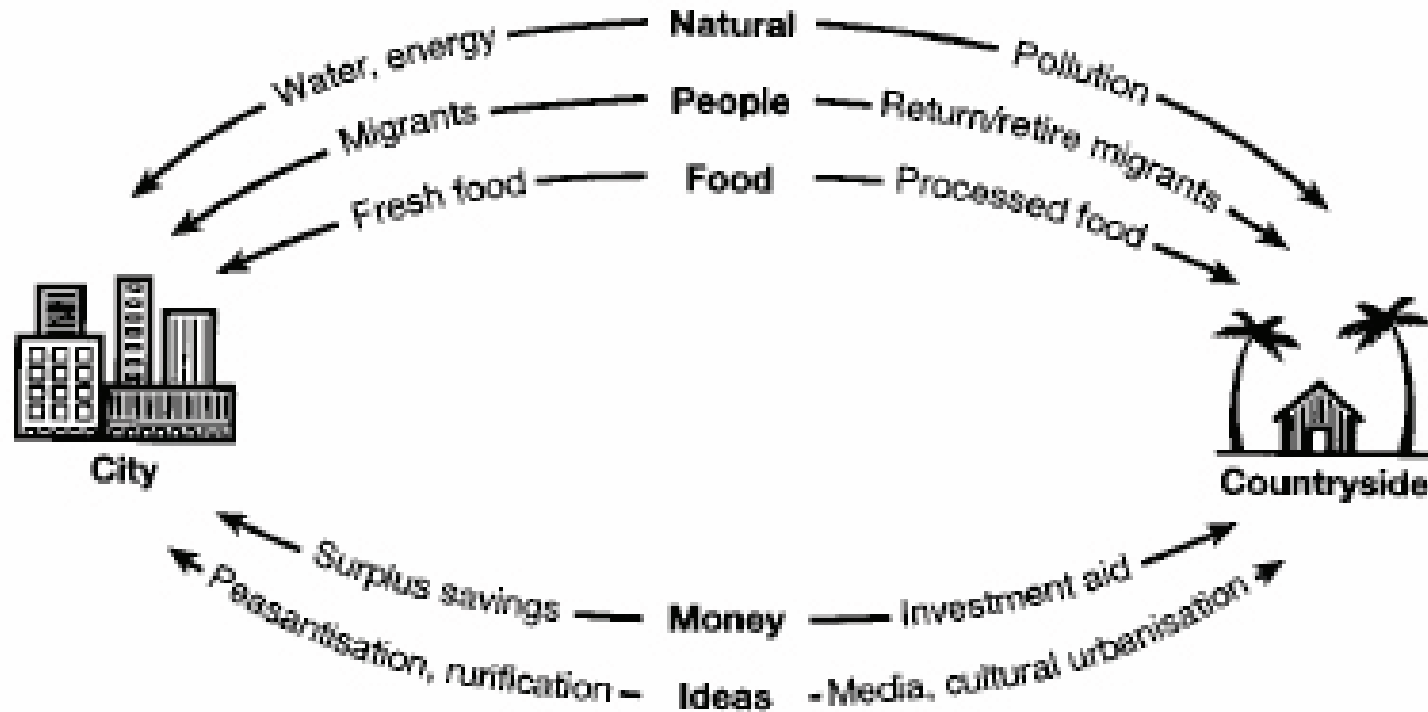 Water, energy Natural Pollution
Migrants People Return/retire migrants
Fresh food Food Processed food
City
Countryside
Surplus savings Money Investment aid
Peasantisation, rurification Ideas Media, cultural urbanisation